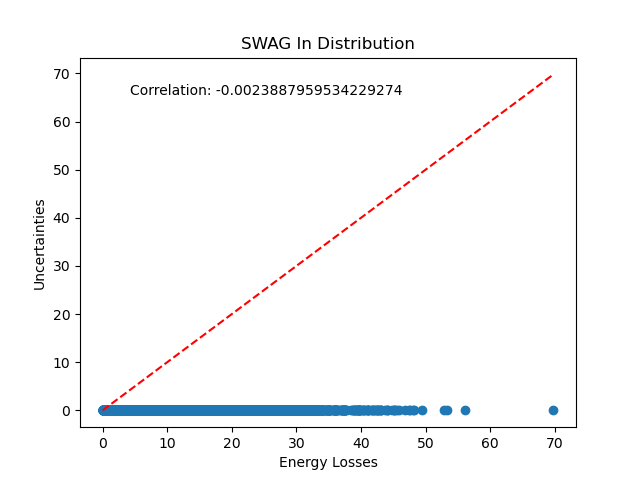 SWAG In Distribution
Correlation: -0.0023887959534229274
70
60
50
40
30
20
10
0
Uncertainties
0 10 20 30 40 50 60 70
Energy Losses